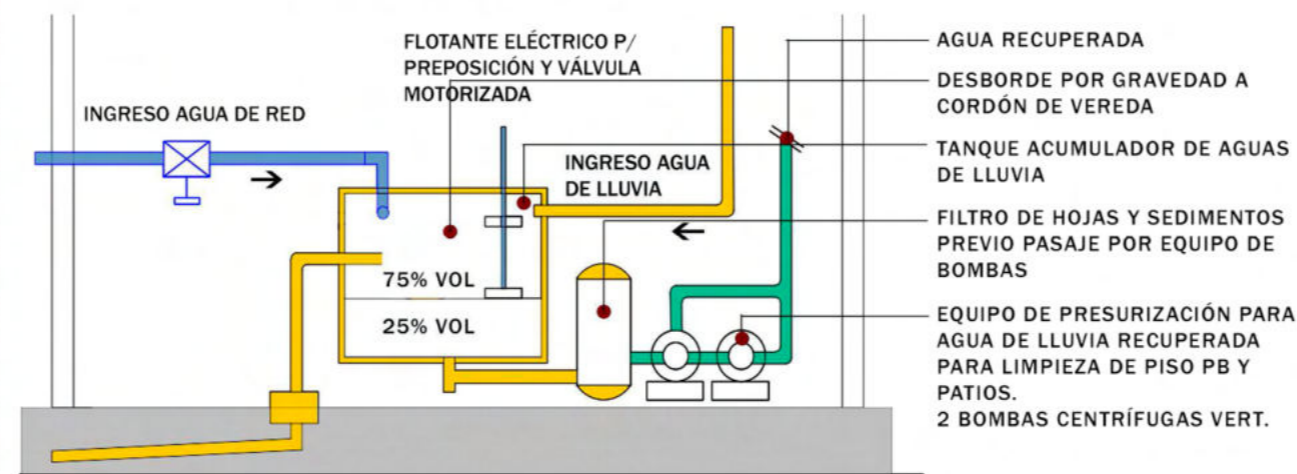 FLOTANTE ELÉCTRICO P/
PREPOSICIÓN Y VÁLVULA
MOTORIZADA
INGRESO AGUA DE RED
INGRESO AGUA
DE LLUVIA
75% VOL
25% VOL
AGUA RECUPERADA
DESBORDE POR GRAVEDAD A
CORDÓN DE VEREDA
TANQUE ACUMULADOR DE AGUAS
DE LLUVIA
FILTRO DE HOJAS Y SEDIMENTOS
PREVIO PASAJE POR EQUIPO DE
BOMBAS
EQUIPO DE PRESURIZACIÓN PARA
AGUA DE LLUVIA RECUPERADA
PARA LIMPIEZA DE PISO PB Y
PATIOS.
2 BOMBAS CENTRÍFUGAS VERT.